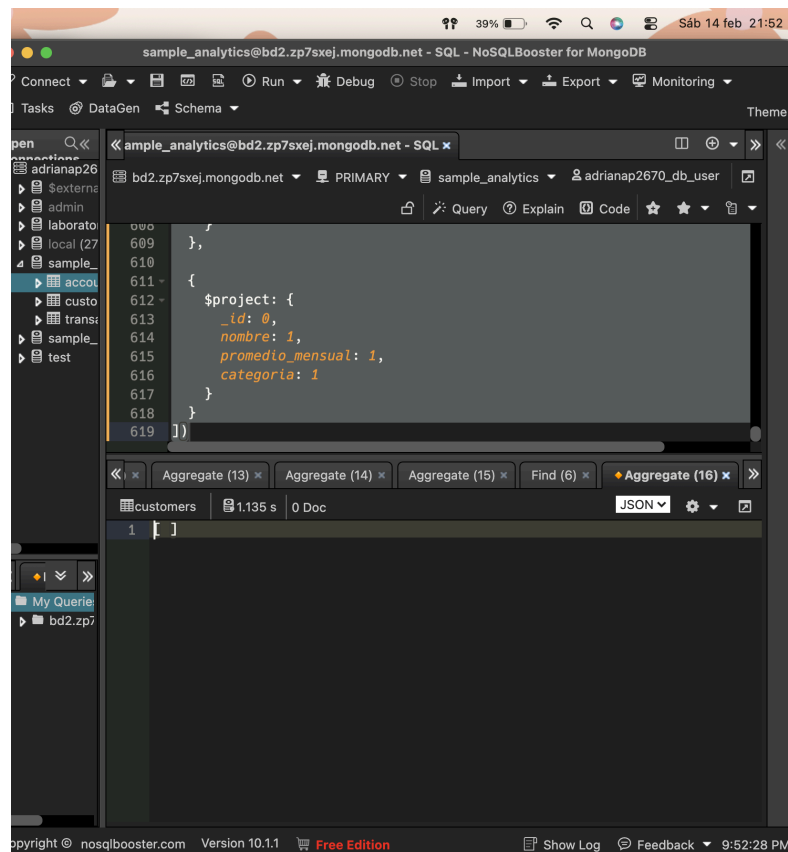 39% Sáb 14 feb 21:52
sample_analytics@bd2.zp7sxej.mongodb.net - SQL - NoSQLBooster for MongoDB
Connect Run Debug Stop Import Export Monitoring
Tasks DataGen Schema
Theme
pen
onnections
adrianap26
$externa
admin
laborato
local (27
sample_
accou
custo
transa
sample_
test
ample_analytics@bd2.zp7sxej.mongodb.net - SQL
bd2.zp7sxej.mongodb.net PRIMARY sample_analytics adrianap2670_db_user
Query Explain Code
608 }
609 },
610
611 {
612 $project: {
613 _id: 0,
614 nombre: 1,
615 promedio_mensual: 1,
616 categoria: 1
617 }
618 }
619 ])
) Aggregate (13) Aggregate (14) Aggregate (15) Find (6) Aggregate (16)
customers 1.135 s 0 Doc JSON
1 [ ]
My Querie
bd2.zp7
opyright © nosqlbooster.com Version 10.1.1 Free Edition Show Log Feedback 9:52:28 PM